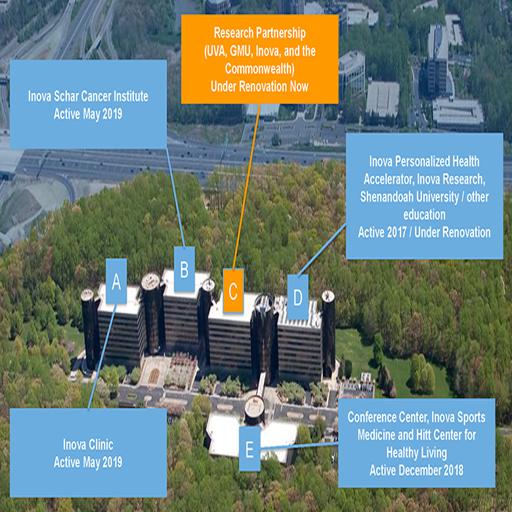 Research Partnership
(UVA, GMU, Inova, and the
Commonwealth)
Under Renovation Now
Inova Schar Cancer Institute
Active May 2019
Inova Personalized Health
Accelerator, Inova Research,
Shenandoah University / other
education
Active 2017 / Under Renovation
A
B
C
D
E
Inova Clinic
Active May 2019
Conference Center, Inova Sports
Medicine and Hitt Center for
Healthy Living
Active December 2018